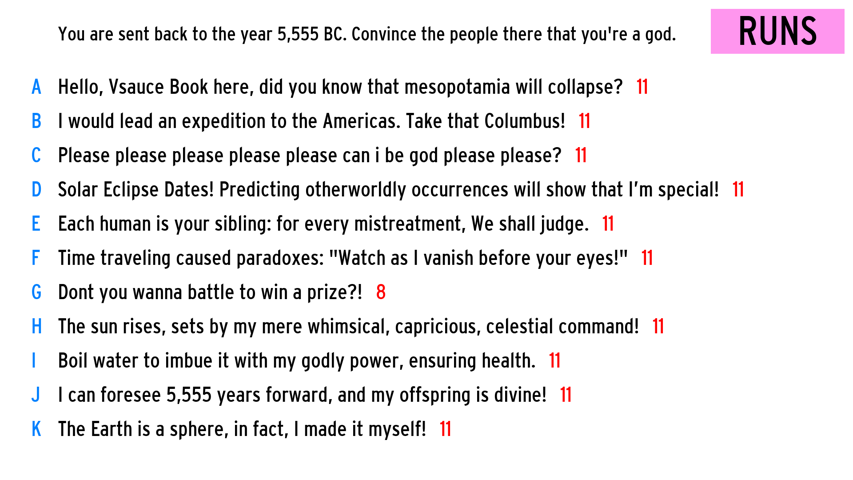 You are sent back to the year 5,555 BC. Convince the people there that you're a god.
RUNS
A Hello, Vsauce Book here, did you know that mesopotamia will collapse? 11
B I would lead an expedition to the Americas. Take that Columbus! 11
C Please please please please please can i be god please please? 11
D Solar Eclipse Dates! Predicting otherworldly occurrences will show that I'm special! 11
E Each human is your sibling: for every mistreatment, We shall judge. 11
F Time traveling caused paradoxes: "Watch as I vanish before your eyes!" 11
G Dont you wanna battle to win a prize?! 8
H The sun rises, sets by my mere whimsical, capricious, celestial command! 11
I Boil water to imbue it with my godly power, ensuring health. 11
J I can foresee 5,555 years forward, and my offspring is divine! 11
K The Earth is a sphere, in fact, I made it myself! 11